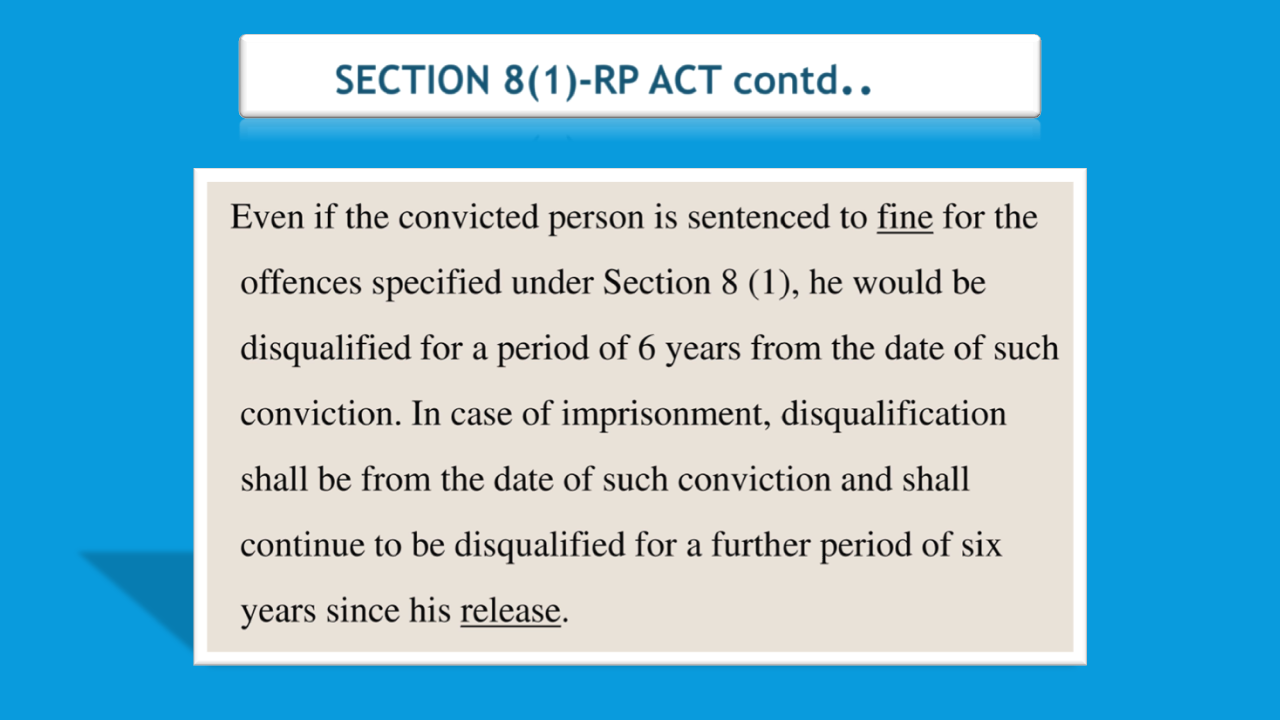 SECTION 8(1)-RP ACT contd..
Even if the convicted person is sentenced to fine for the
offences specified under Section 8 (1), he would be
disqualified for a period of 6 years from the date of such
conviction. In case of imprisonment, disqualification
shall be from the date of such conviction and shall
continue to be disqualified for a further period of six
years since his release.